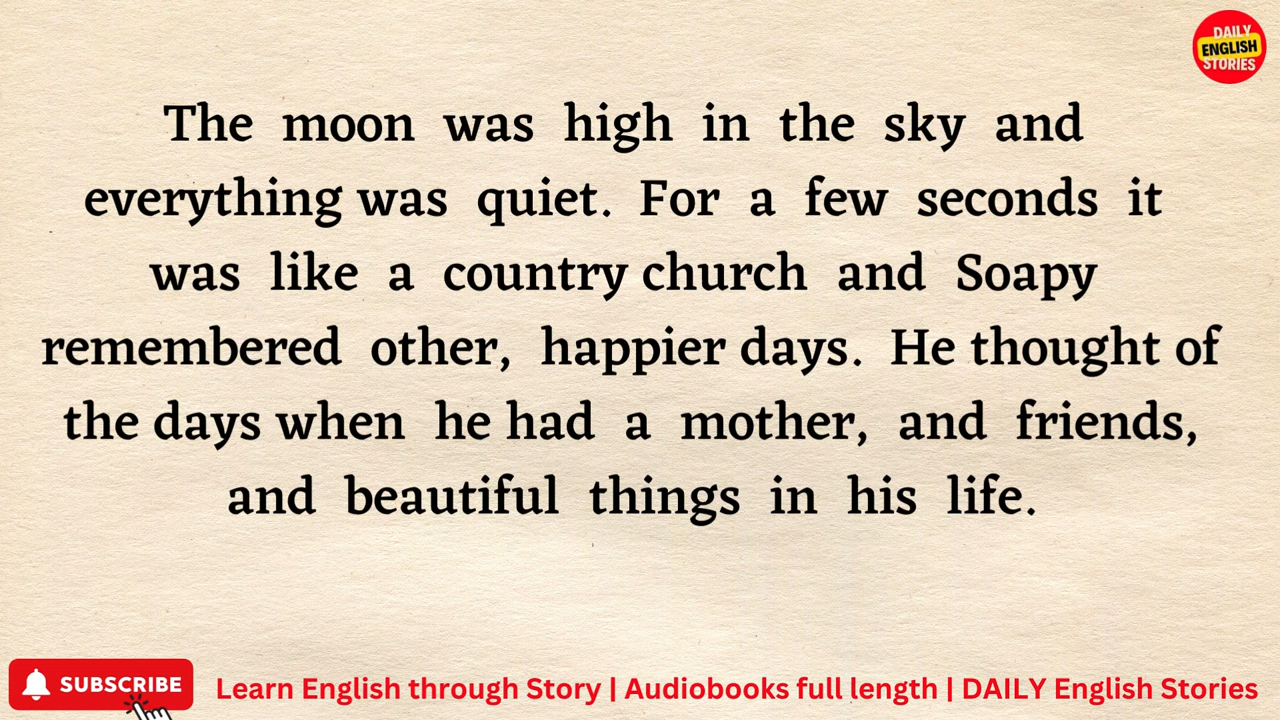 DAILY
ENGLISH
STORIES
The moon was high in the sky and
everything was quiet. For a few seconds it
was like a country church and Soapy
remembered other, happier days. He thought of
the days when he had a mother, and friends,
and beautiful things in his life.
SUBSCRIBE
Learn English through Story | Audiobooks full length | DAILY English Stories